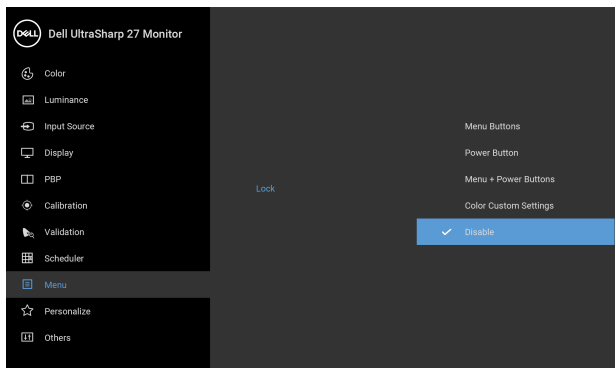 DELL Dell UltraSharp 27 Monitor
Color
Luminance
Input Source
Display
PBP
Calibration
Validation
Scheduler
Menu
Personalize
Others
Lock
Menu Buttons
Power Button
Menu + Power Buttons
Color Custom Settings
Disable